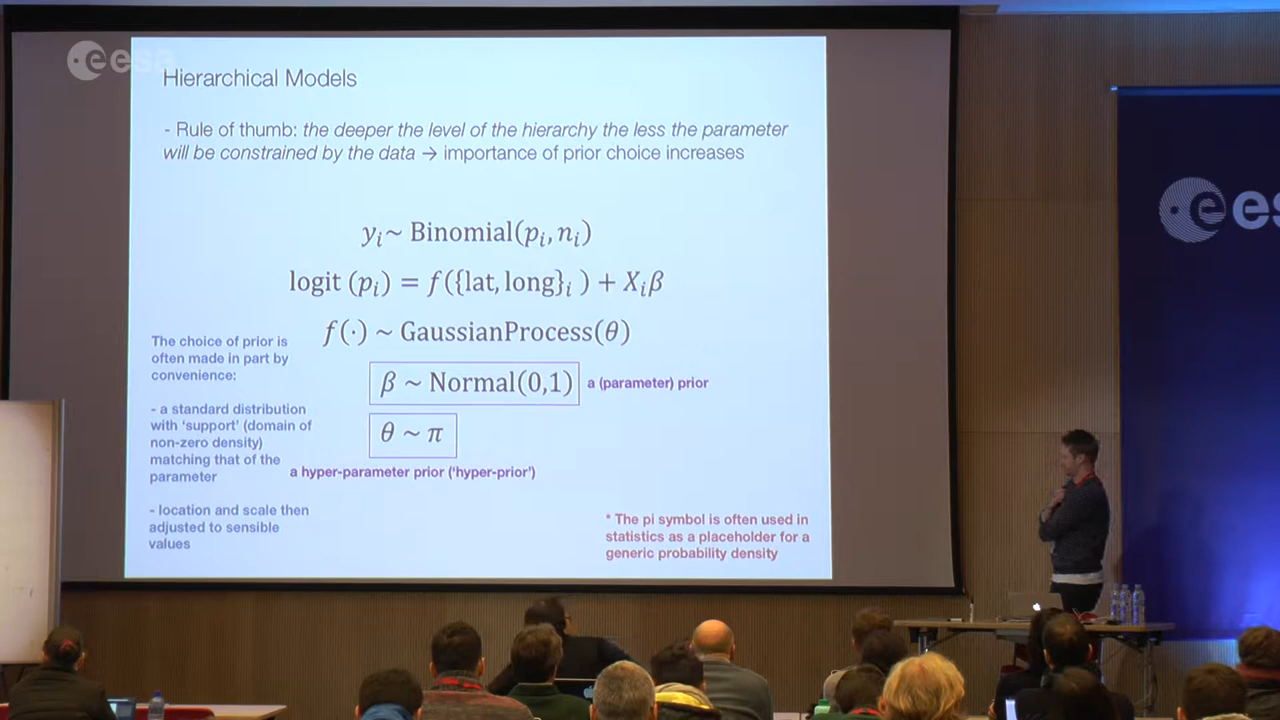 esa
Hierarchical Models
- Rule of thumb: the deeper the level of the hierarchy the less the parameter
will be constrained by the data → importance of prior choice increases
yᵢ~ Binomial(pᵢ, nᵢ)
logit (pᵢ) = f({lat, long}ᵢ ) + Xᵢβ
f(·) ~ GaussianProcess(θ)
β ~ Normal(0,1)
a (parameter) prior
θ ~ π
a hyper-parameter prior (‘hyper-prior’)
The choice of prior is
often made in part by
convenience:
- a standard distribution
with ‘support’ (domain of
non-zero density)
matching that of the
parameter
- location and scale then
adjusted to sensible
values
* The pi symbol is often used in
statistics as a placeholder for a
generic probability density
es